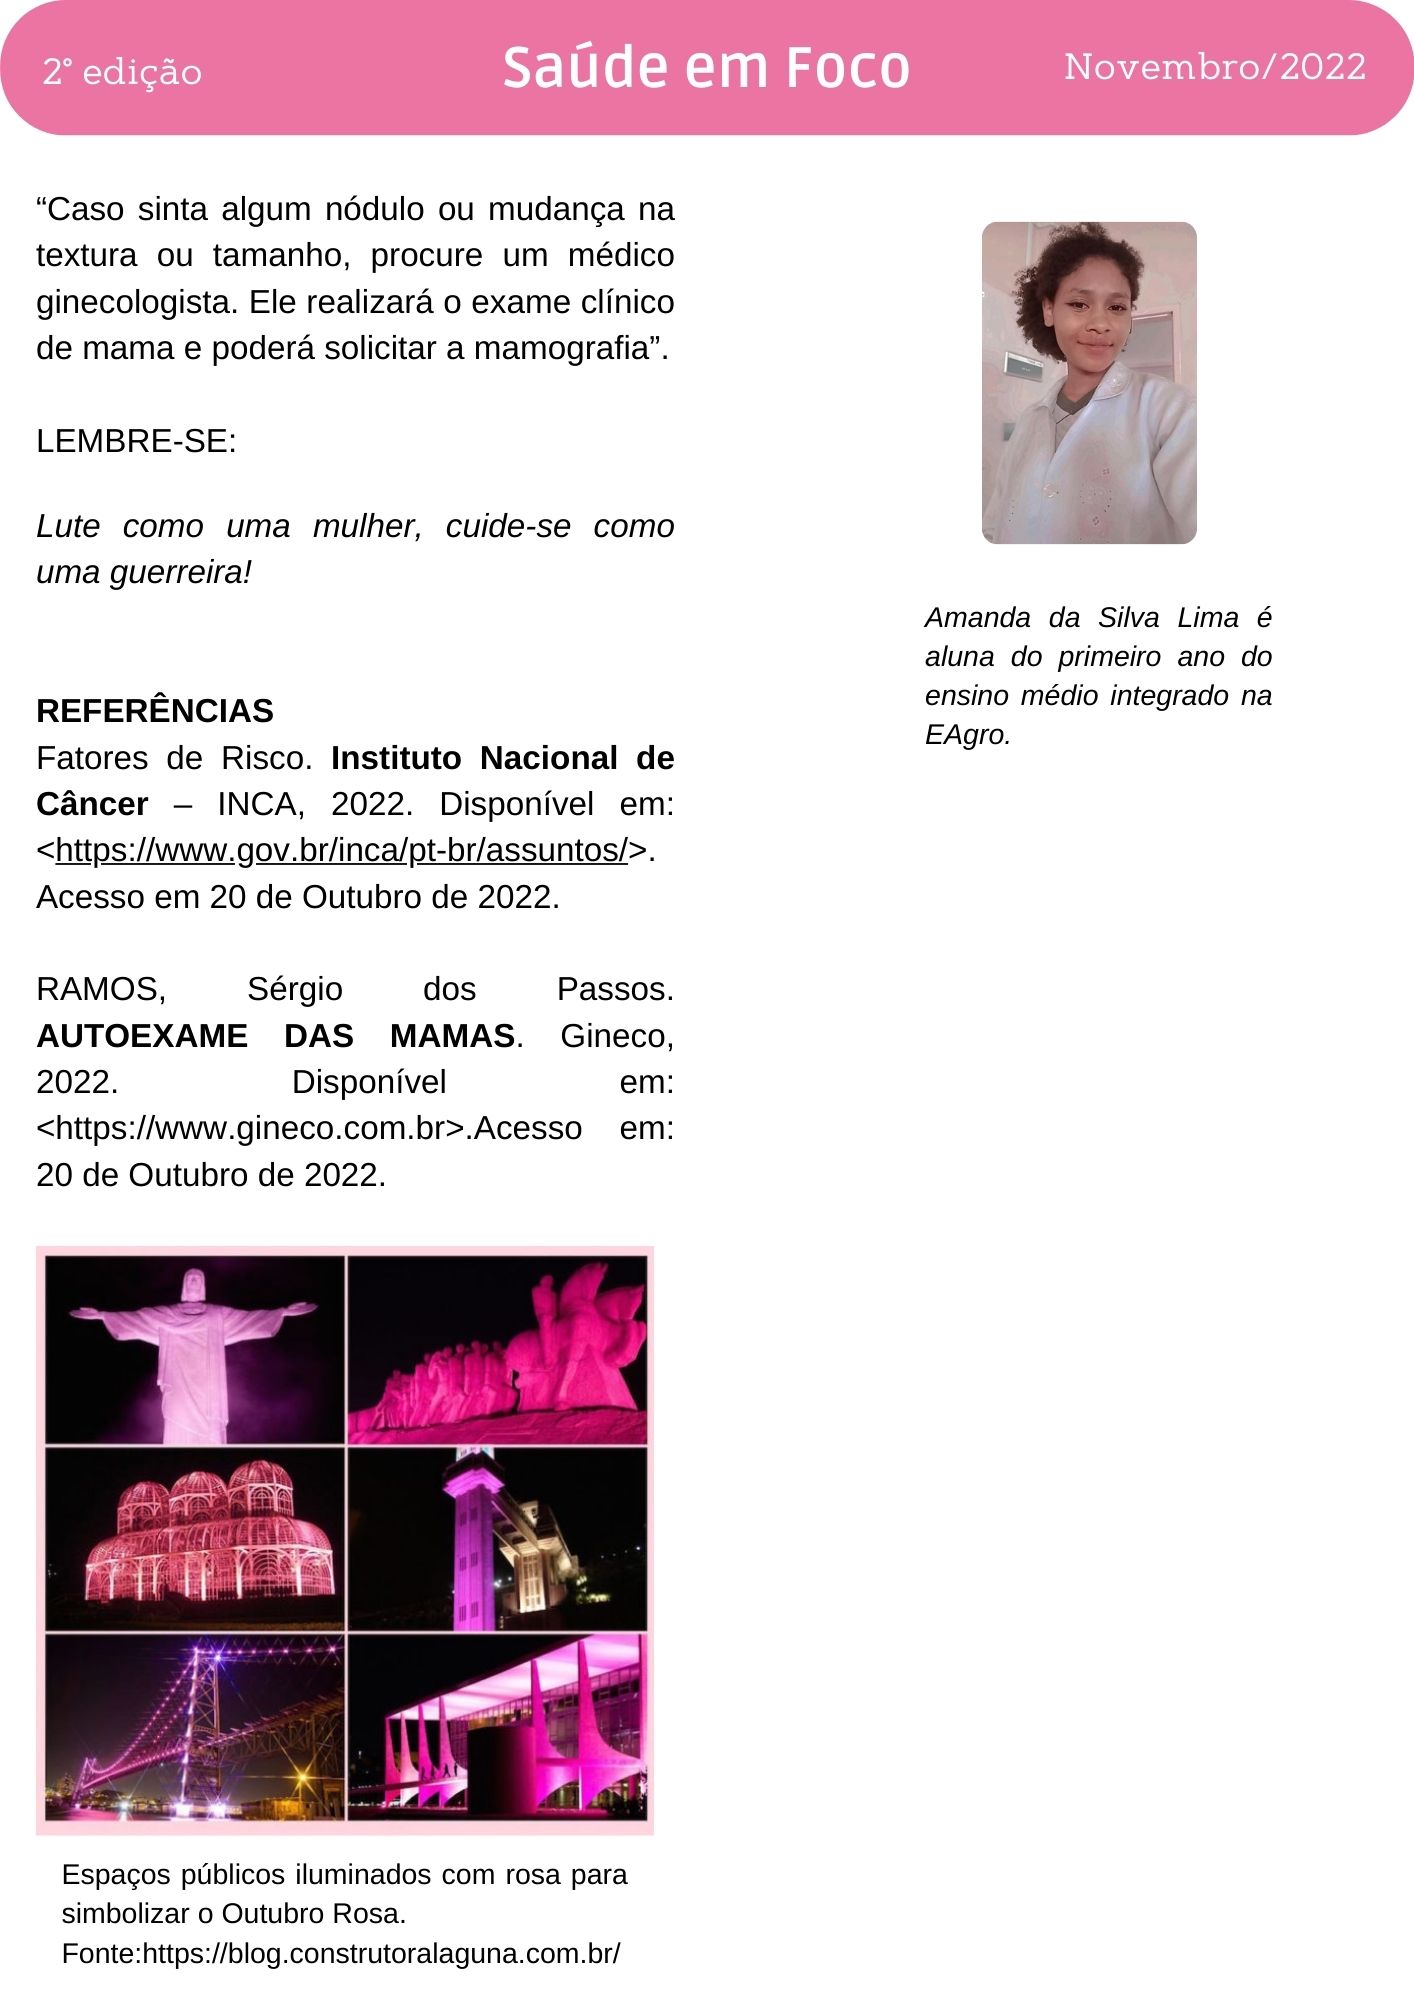 2° edição
Saúde em Foco
Novembro/2022
“Caso sinta algum nódulo ou mudança na
textura ou tamanho, procure um médico
ginecologista. Ele realizará o exame clínico
de mama e poderá solicitar a mamografia”.
LEMBRE-SE:
Lute como uma mulher, cuide-se como
uma guerreira!
REFERÊNCIAS
Fatores de Risco. Instituto Nacional de
Câncer – INCA, 2022. Disponível em:
<https://www.gov.br/inca/pt-br/assuntos/>.
Acesso em 20 de Outubro de 2022.
RAMOS, Sérgio dos Passos.
AUTOEXAME DAS MAMAS. Gineco,
2022. Disponível em:
<https://www.gineco.com.br>.Acesso em:
20 de Outubro de 2022.
Espaços públicos iluminados com rosa para
simbolizar o Outubro Rosa.
Fonte:https://blog.construtoralaguna.com.br/
Amanda da Silva Lima é
aluna do primeiro ano do
ensino médio integrado na
EAgro.